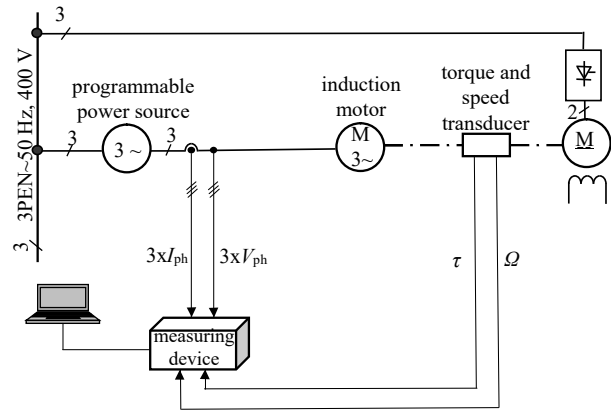 3
3PEN~50 Hz, 400 V
programmable
power source
induction
motor
torque and
speed
transducer
2
3
3 ~
3
M
3~
M
3
3xIph
3xVph
τ
Ω
measuring
device